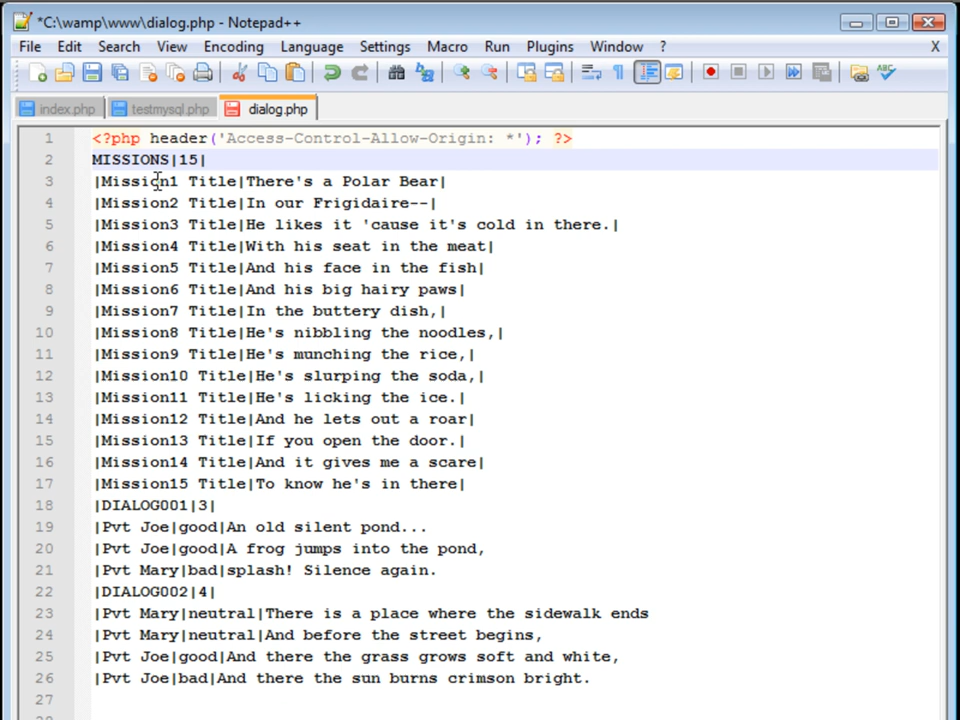 *C:\wamp\www\dialog.php - Notepad++
File Edit Search View Encoding Language Settings Macro Run Plugins Window ? X
index.php testmysql.php dialog.php
1 <?php header('Access-Control-Allow-Origin: *'); ?>
2 MISSIONS|15|
3 |Mission1 Title|There's a Polar Bear|
4 |Mission2 Title|In our Frigidaire--|
5 |Mission3 Title|He likes it 'cause it's cold in there.|
6 |Mission4 Title|With his seat in the meat|
7 |Mission5 Title|And his face in the fish|
8 |Mission6 Title|And his big hairy paws|
9 |Mission7 Title|In the buttery dish,|
10 |Mission8 Title|He's nibbling the noodles,|
11 |Mission9 Title|He's munching the rice,|
12 |Mission10 Title|He's slurping the soda,|
13 |Mission11 Title|He's licking the ice.|
14 |Mission12 Title|And he lets out a roar|
15 |Mission13 Title|If you open the door.|
16 |Mission14 Title|And it gives me a scare|
17 |Mission15 Title|To know he's in there|
18 |DIALOG001|3|
19 |Pvt Joe|good|An old silent pond...
20 |Pvt Joe|good|A frog jumps into the pond,
21 |Pvt Mary|bad|splash! Silence again.
22 |DIALOG002|4|
23 |Pvt Mary|neutral|There is a place where the sidewalk ends
24 |Pvt Mary|neutral|And before the street begins,
25 |Pvt Joe|good|And there the grass grows soft and white,
26 |Pvt Joe|bad|And there the sun burns crimson bright.
27